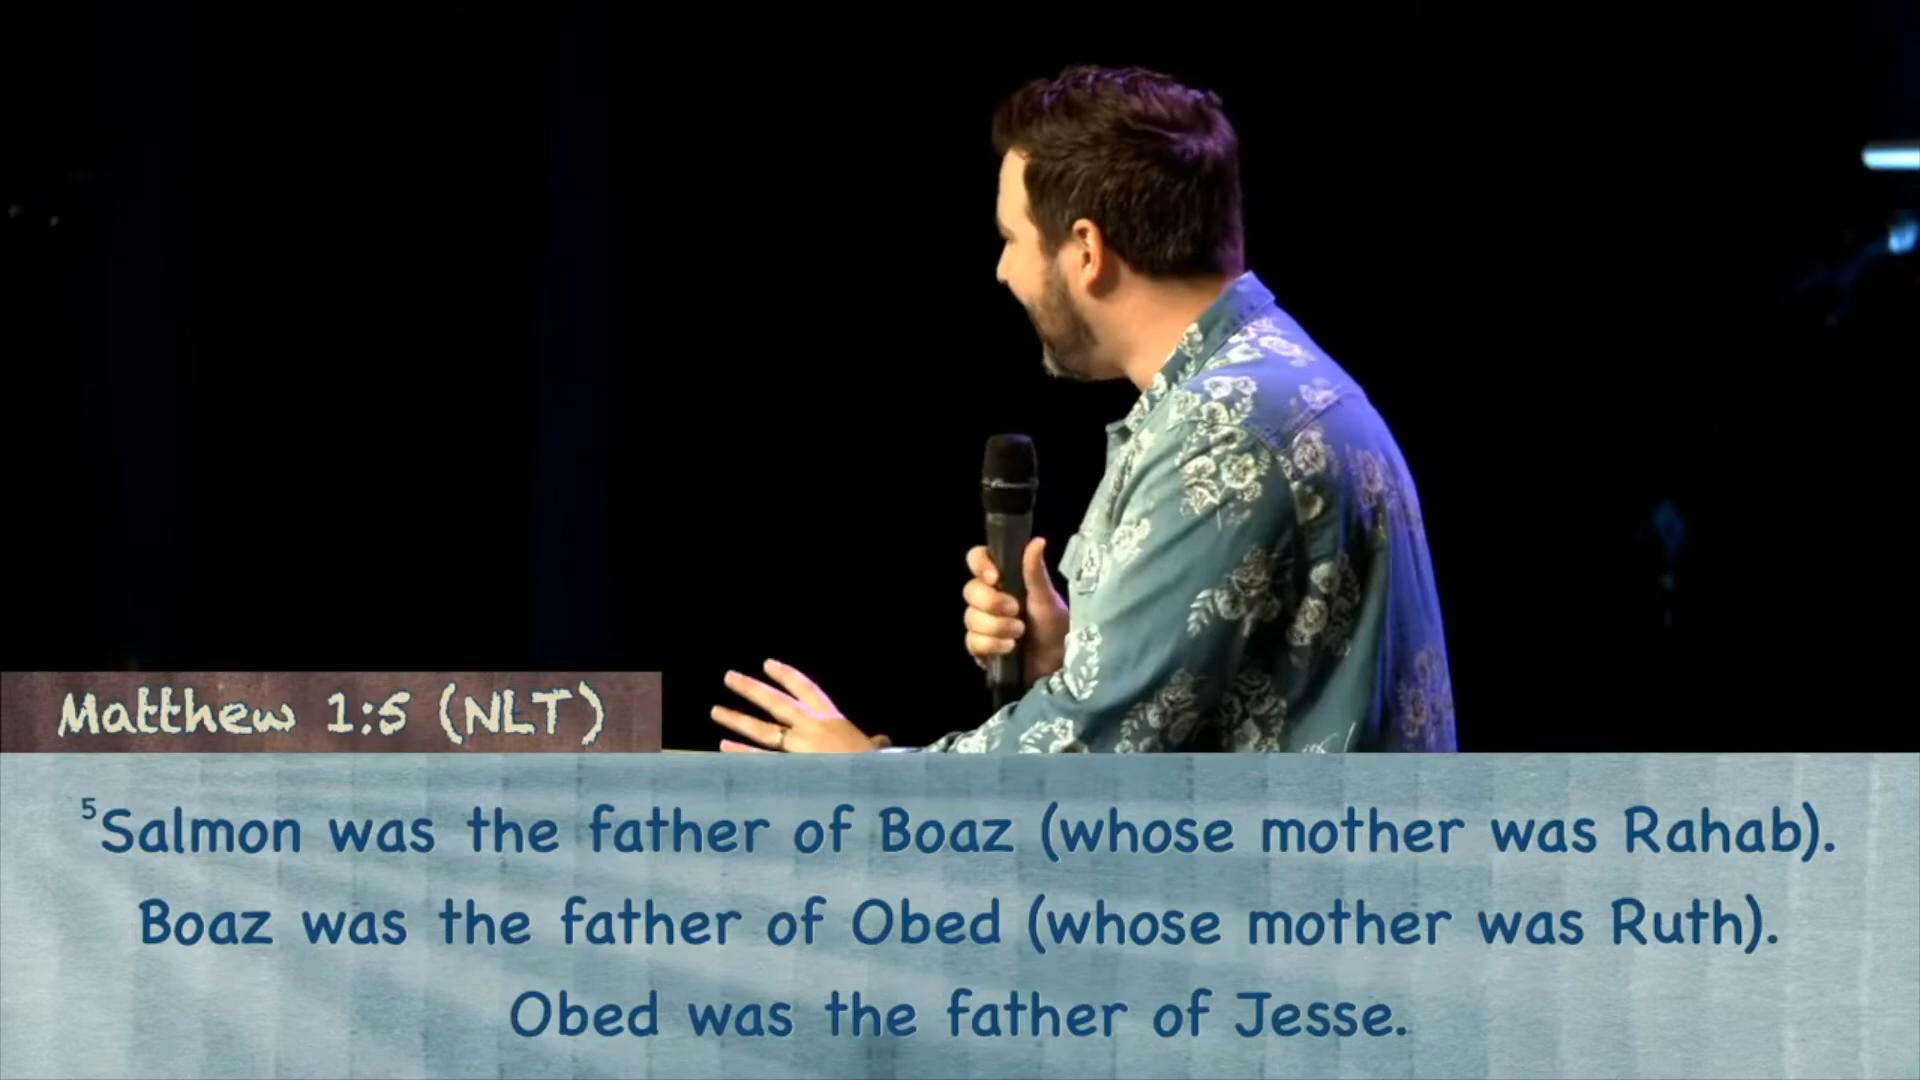 Matthew 1:5 (NLT)
5Salmon was the father of Boaz (whose mother was Rahab).
Boaz was the father of Obed (whose mother was Ruth).
Obed was the father of Jesse.